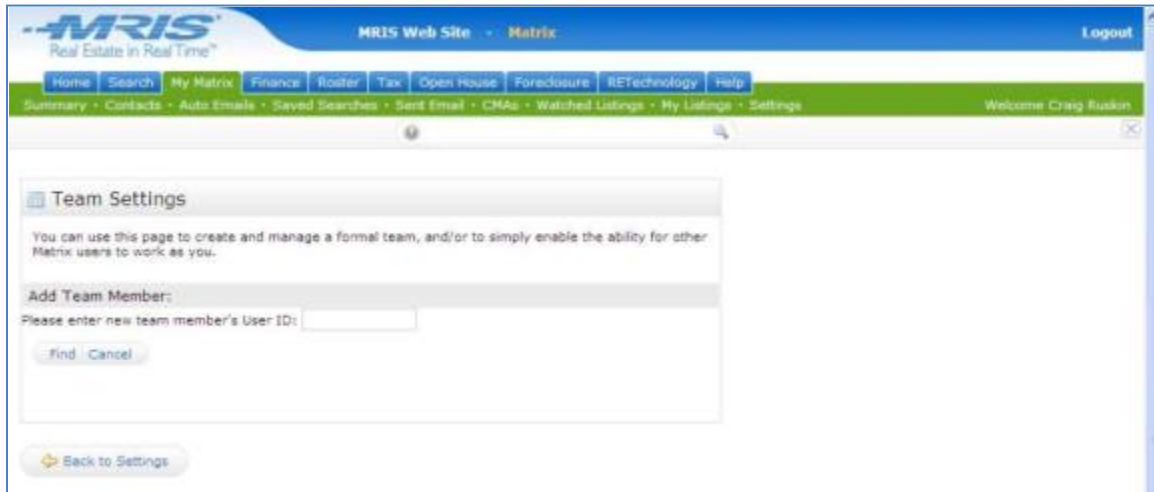 MRIS
Real Estate in Real Time™
MRIS Web Site - Matrix
Logout
Home Search My Matrix Finance Roster Tax Open House Foreclosure RETechnology Help
Summary • Contacts • Auto Emails • Saved Searches • Sent Email • CMAs • Watched Listings • My Listings • Settings
Welcome Craig Ruskin
Team Settings
You can use this page to create and manage a formal team, and/or to simply enable the ability for other
Matrix users to work as you.
Add Team Member:
Please enter new team member's User ID:
Find Cancel
Back to Settings